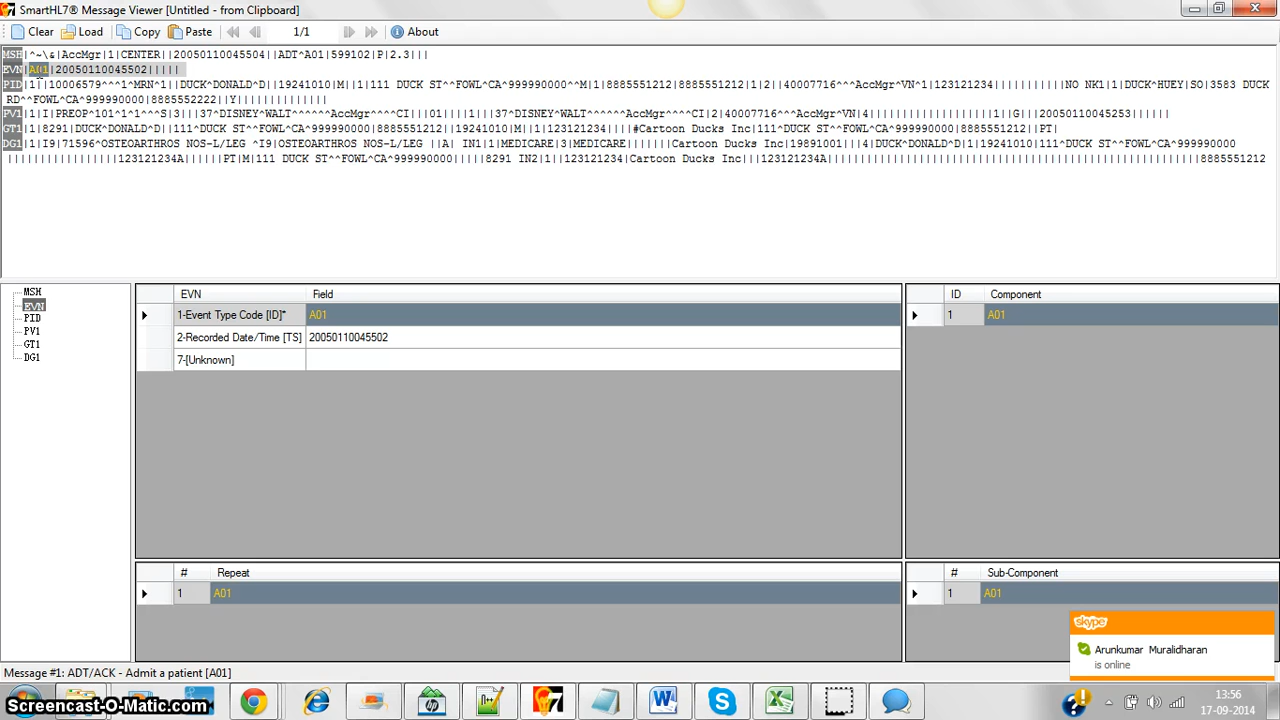 SmartHL7® Message Viewer [Untitled - from Clipboard]
Clear Load Copy Paste 1/1 About
MSH|^~\&|AccMgr|1|CENTER||20050110045504||ADT^A01|599102|P|2.3|||
EVN|A01|20050110045502|||||
PID|1||10006579^^^1^MRN^1||DUCK^DONALD^D||19241010|M||1|111 DUCK ST^^FOWL^CA^999990000^^M|1|8885551212|8885551212|1|2||40007716^^^AccMgr^VN^1|123121234|||||||||||NO NK1|1|DUCK^HUEY|SO|3583 DUCK
RD^^FOWL^CA^999990000|8885552222||Y||||||||||||||
PV1|1|I|PREOP^101^1^1^^^S|3|||37^DISNEY^WALT^^^^^^AccMgr^^^^CI|||01||||1|||37^DISNEY^WALT^^^^^^AccMgr^^^^CI|2|40007716^^^AccMgr^VN|4|||||||||||||||||||1||G|||20050110045253||||||
GT1|1|8291|DUCK^DONALD^D||111^DUCK ST^^FOWL^CA^999990000|8885551212||19241010|M||1|123121234||||#Cartoon Ducks Inc|111^DUCK ST^^FOWL^CA^999990000|8885551212||PT|
DG1|1|I9|71596^OSTEOARTHROS NOS-L/LEG ^I9|OSTEOARTHROS NOS-L/LEG ||A| IN1|1|MEDICARE|3|MEDICARE|||||||Cartoon Ducks Inc|19891001|||4|DUCK^DONALD^D|1|19241010|111^DUCK ST^^FOWL^CA^999990000
|||||||||||||||||123121234A||||||PT|M|111 DUCK ST^^FOWL^CA^999990000|||||8291 IN2|1||123121234|Cartoon Ducks Inc|||123121234A||||||||||||||||||||||||||||||||||||||||||||||||||||||||||8885551212
MSH
EVN
PID
PV1
GT1
DG1
EVN Field
1-Event Type Code [ID]* A01
2-Recorded Date/Time [TS] 20050110045502
7-[Unknown]
ID Component
1 A01
# Repeat
1 A01
# Sub-Component
1 A01
skype
Arunkumar Muralidharan
is online
Message #1: ADT/ACK - Admit a patient [A01]
Screencast-O-Matic.com
13:56
17-09-2014